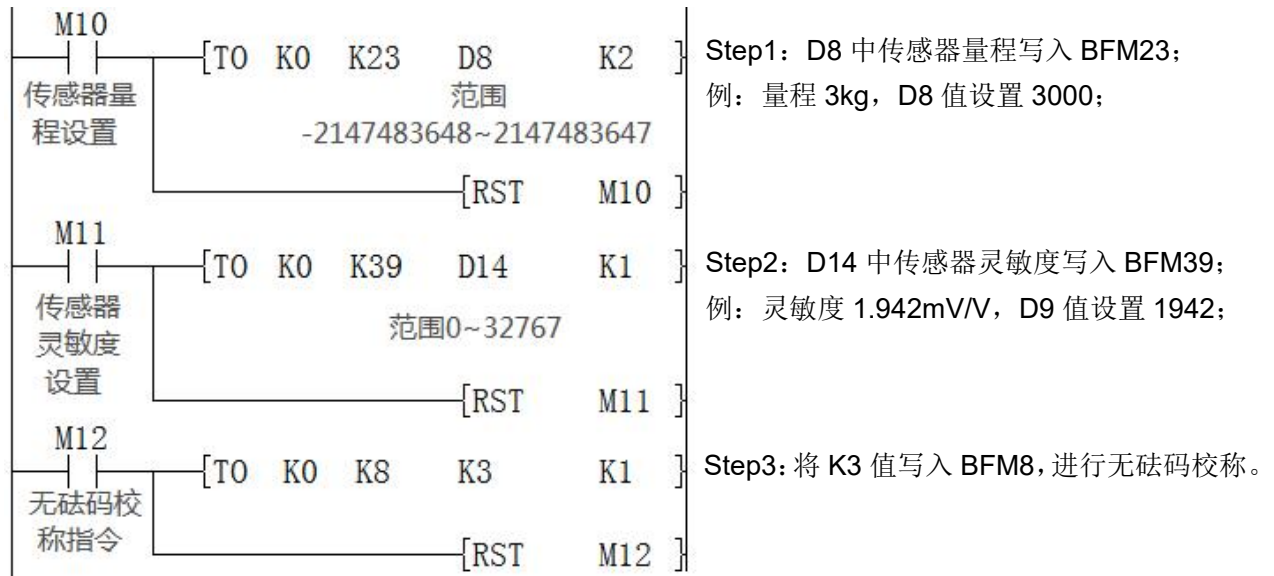 M10
[TO K0 K23 D8 K2 ]
Step1：D8 中传感器量程写入 BFM23；
传感器量
程设置
范围
-2147483648~2147483647
例：量程 3kg，D8 值设置 3000；
[RST M10 ]
M11
[TO K0 K39 D14 K1 ]
Step2：D14 中传感器灵敏度写入 BFM39；
传感器
灵敏度
设置
范围0~32767
例：灵敏度 1.942mV/V，D9 值设置 1942；
[RST M11 ]
M12
[TO K0 K8 K3 K1 ]
Step3：将 K3 值写入 BFM8，进行无砝码校称。
无砝码校
称指令
[RST M12 ]